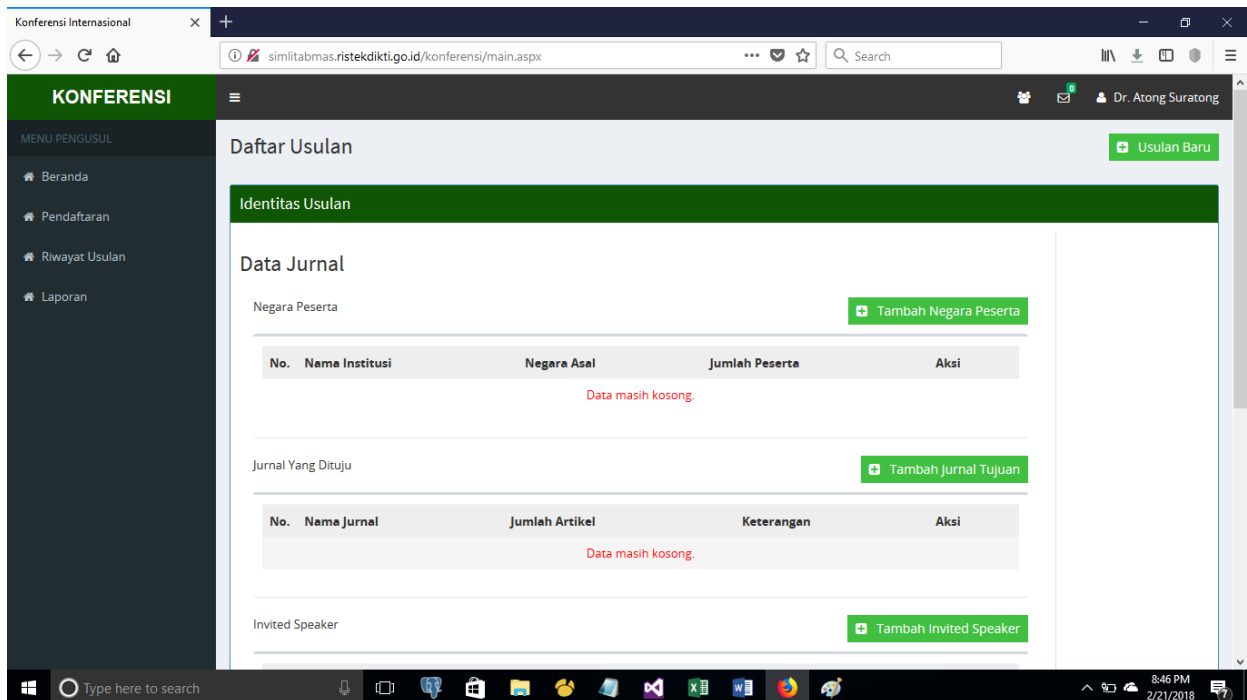 Konferensi Internasional
simlitabmas.ristekdikti.go.id/konferensi/main.aspx
Search
KONFERENSI
0
Dr. Atong Suratong
MENU PENGUSUL
Beranda
Pendaftaran
Riwayat Usulan
Laporan
Daftar Usulan
Usulan Baru
Identitas Usulan
Data Jurnal
Negara Peserta
Tambah Negara Peserta
No. Nama Institusi Negara Asal Jumlah Peserta Aksi
Data masih kosong.
Jurnal Yang Dituju
Tambah Jurnal Tujuan
No. Nama Jurnal Jumlah Artikel Keterangan Aksi
Data masih kosong.
Invited Speaker
Tambah Invited Speaker
Type here to search
8:46 PM
2/21/2018
7